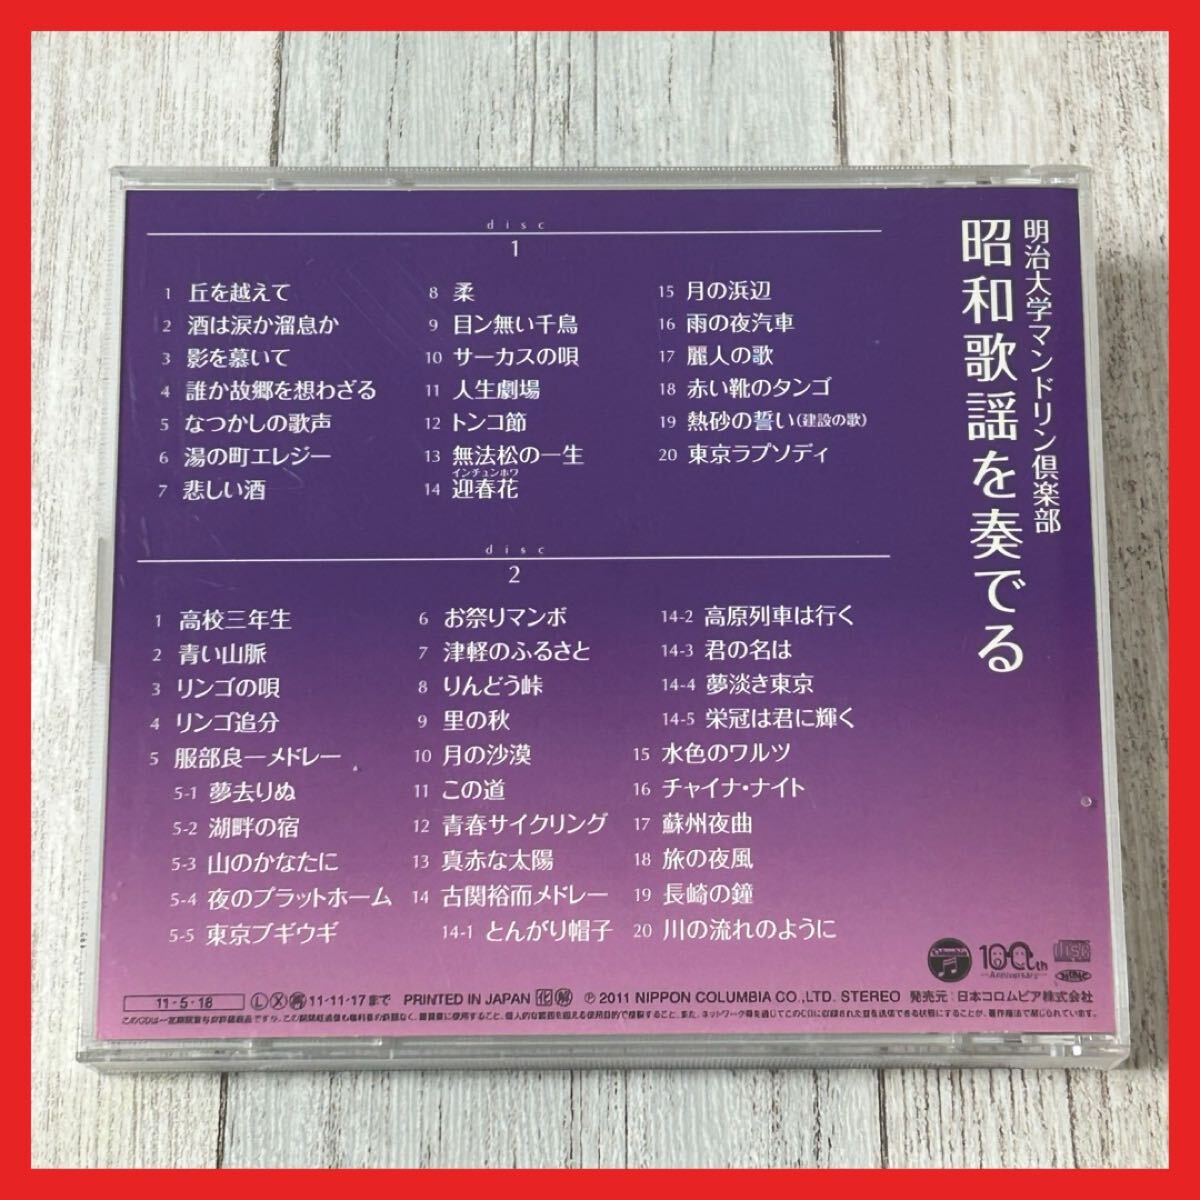 明治大学マンドリン倶楽部
昭和歌謡を奏でる
disc
1
1 丘を越えて
2 酒は涙か溜息か
3 影を慕いて
4 誰か故郷を想わざる
5 なつかしの歌声
6 湯の町エレジー
7 悲しい酒
8 柔
9 目ン無い千鳥
10 サーカスの唄
11 人生劇場
12 トンコ節
13 無法松の一生
インチュンホワ
14 迎春花
15 月の浜辺
16 雨の夜汽車
17 麗人の歌
18 赤い靴のタンゴ
19 熱砂の誓い(建設の歌)
20 東京ラプソディ
disc
2
1 高校三年生
2 青い山脈
3 リンゴの唄
4 リンゴ追分
5 服部良一メドレー
5-1 夢去りぬ
5-2 湖畔の宿
5-3 山のかなたに
5-4 夜のプラットホーム
5-5 東京ブギウギ
6 お祭りマンボ
7 津軽のふるさと
8 りんどう峠
9 里の秋
10 月の沙漠
11 この道
12 青春サイクリング
13 真赤な太陽
14 古関裕而メドレー
14-1 とんがり帽子
14-2 高原列車は行く
14-3 君の名は
14-4 夢淡き東京
14-5 栄冠は君に輝く
15 水色のワルツ
16 チャイナ・ナイト
17 蘇州夜曲
18 旅の夜風
19 長崎の鐘
20 川の流れのように
100th
Anniversary
disc
11・5・18 Ⓛ Ⓧ 11-11-17まで PRINTED IN JAPAN ℗ 2011 NIPPON COLUMBIA CO.,LTD. STEREO 発売元:日本コロムビア株式会社